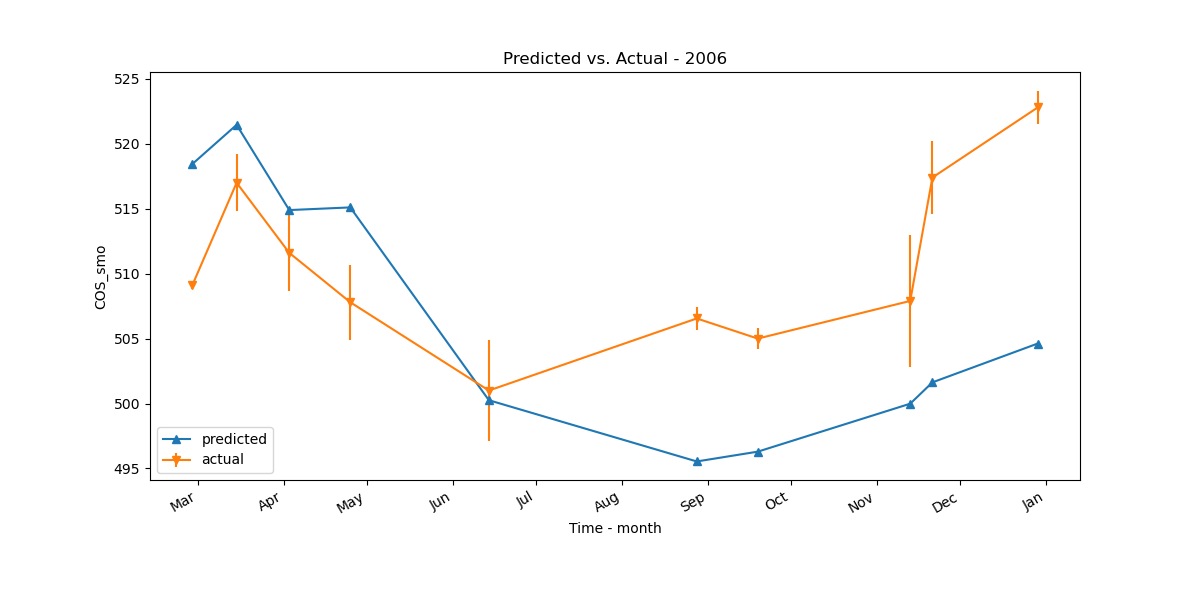 Predicted vs. Actual - 2006
COS_smo
525
520
515
510
505
500
495
predicted
actual
Mar
Apr
May
Jun
Jul
Aug
Sep
Oct
Nov
Dec
Jan
Time - month